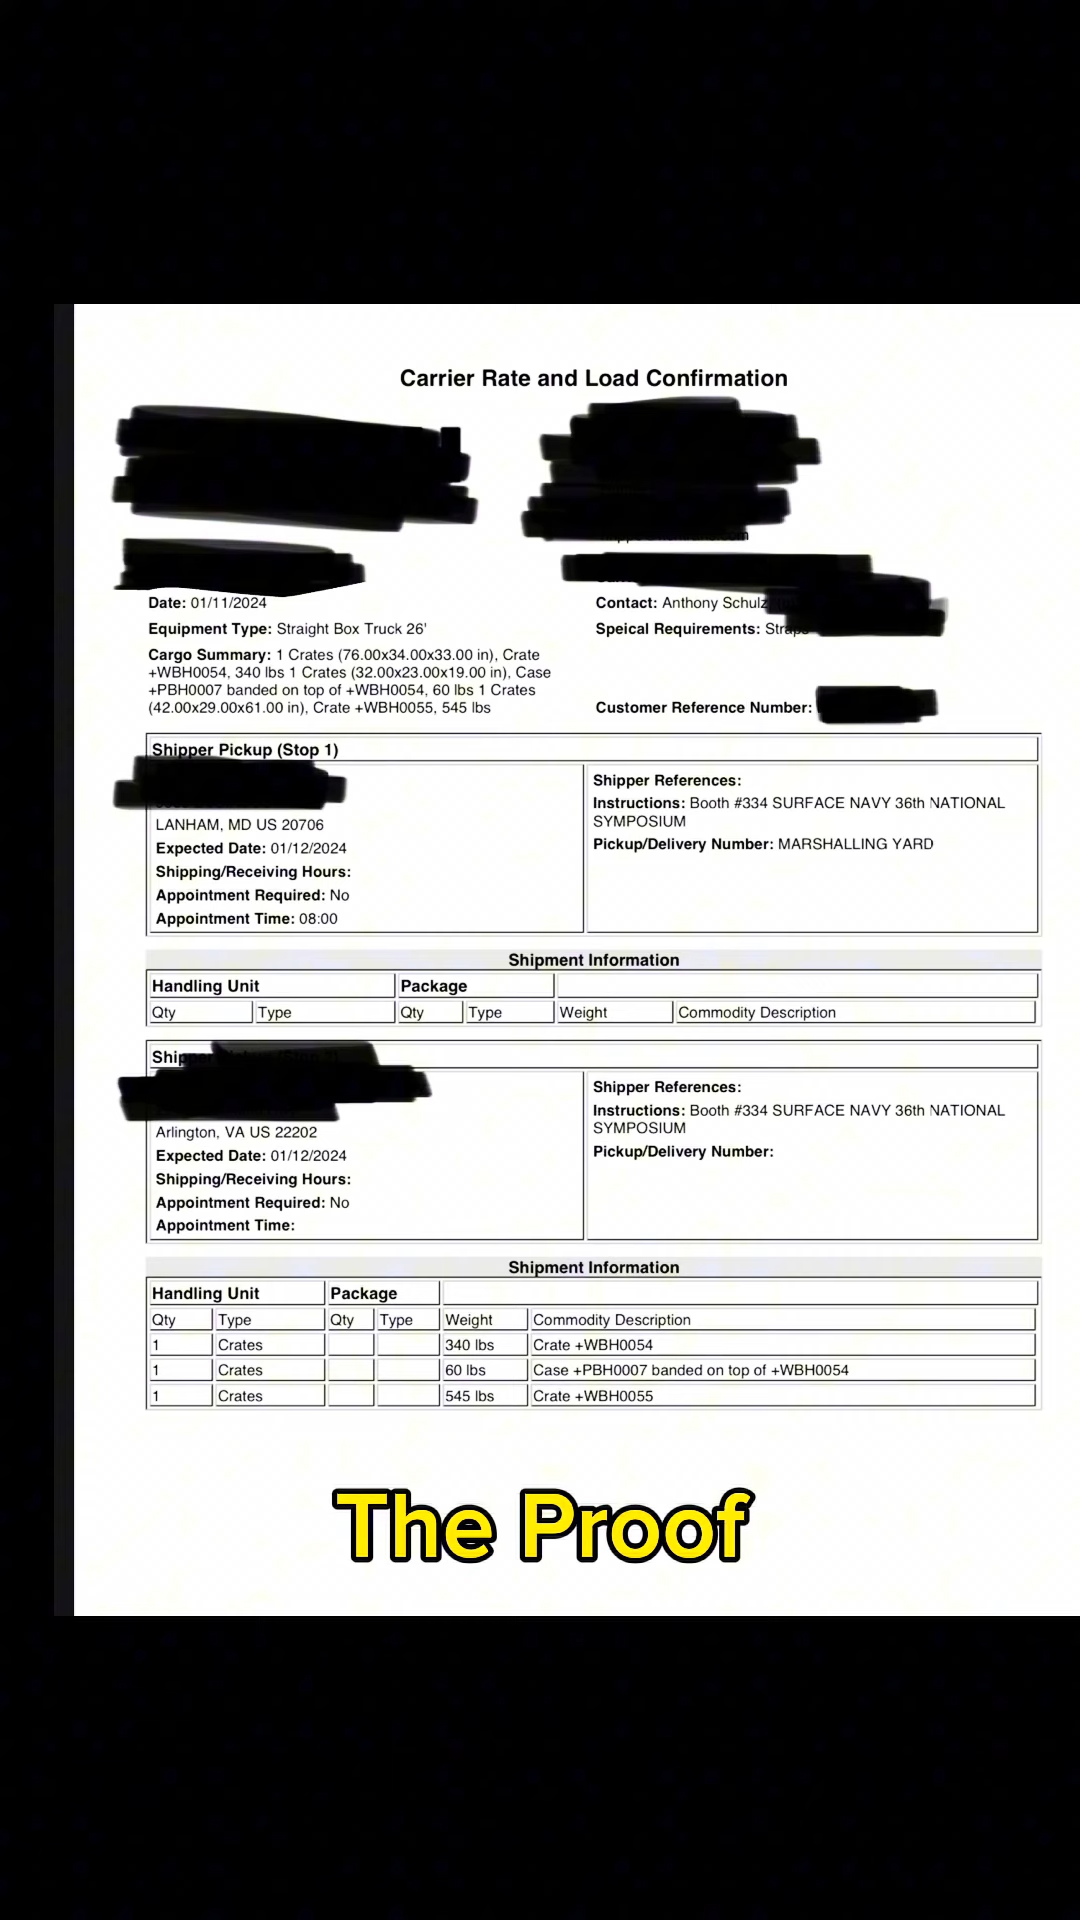 Carrier Rate and Load Confirmation
Date: 01/11/2024
Equipment Type: Straight Box Truck 26'
Cargo Summary: 1 Crates (76.00x34.00x33.00 in), Crate
+WBH0054, 340 lbs 1 Crates (32.00x23.00x19.00 in), Case
+PBH0007 banded on top of +WBH0054, 60 lbs 1 Crates
(42.00x29.00x61.00 in), Crate +WBH0055, 545 lbs
Contact: Anthony Schulz
Speical Requirements: Straps
Customer Reference Number:
Shipper Pickup (Stop 1)
LANHAM, MD US 20706
Expected Date: 01/12/2024
Shipping/Receiving Hours:
Appointment Required: No
Appointment Time: 08:00
Shipper References:
Instructions: Booth #334 SURFACE NAVY 36th NATIONAL
SYMPOSIUM
Pickup/Delivery Number: MARSHALLING YARD
Shipment Information
Handling Unit Package
Qty Type Qty Type Weight Commodity Description
Shipper
Arlington, VA US 22202
Expected Date: 01/12/2024
Shipping/Receiving Hours:
Appointment Required: No
Appointment Time:
Shipper References:
Instructions: Booth #334 SURFACE NAVY 36th NATIONAL
SYMPOSIUM
Pickup/Delivery Number:
Shipment Information
Handling Unit Package
Qty Type Qty Type Weight Commodity Description
1 Crates 340 lbs Crate +WBH0054
1 Crates 60 lbs Case +PBH0007 banded on top of +WBH0054
1 Crates 545 lbs Crate +WBH0055
The Proof